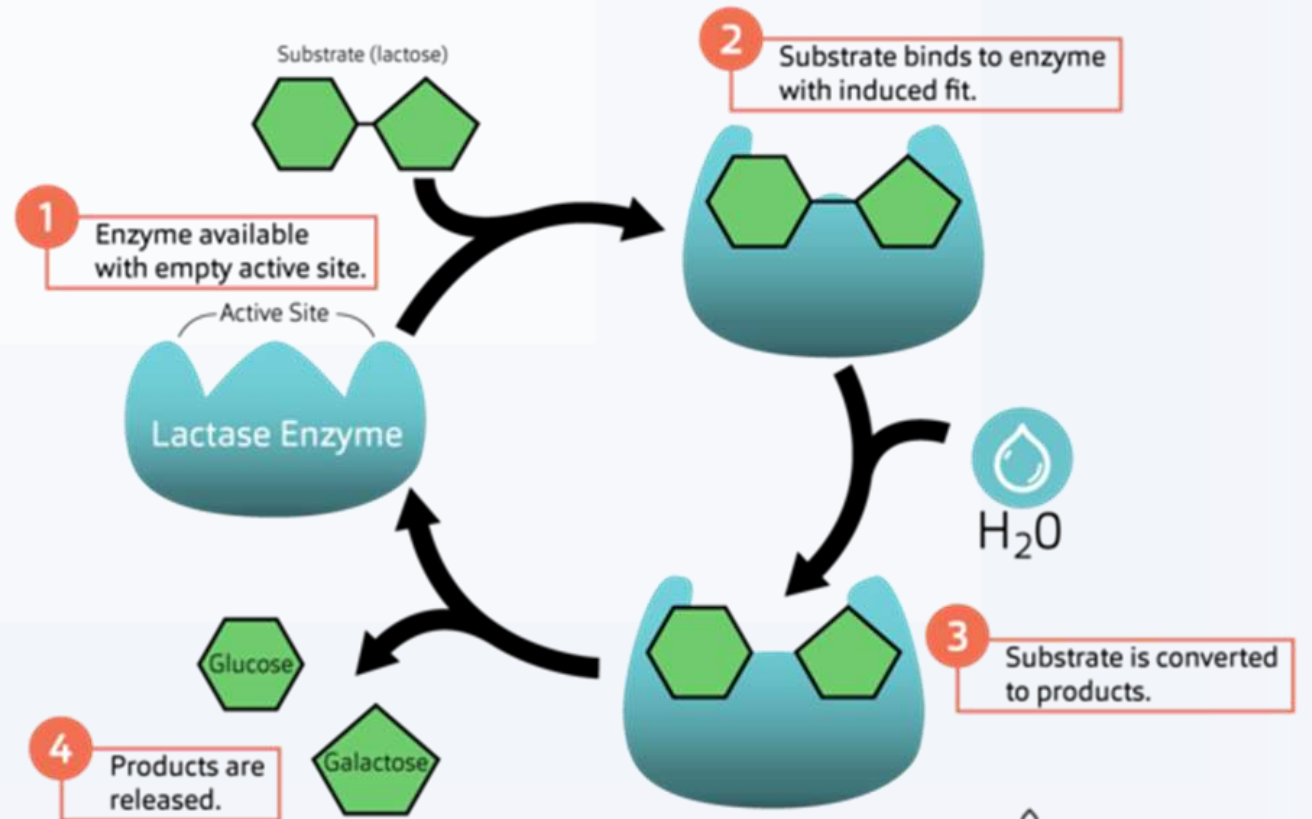 Substrate (lactose)
1
Enzyme available
with empty active site.
Active Site
Lactase Enzyme
2
Substrate binds to enzyme
with induced fit.
H₂0
3
Substrate is converted
to products.
4
Products are
released.
Glucose
Galactose